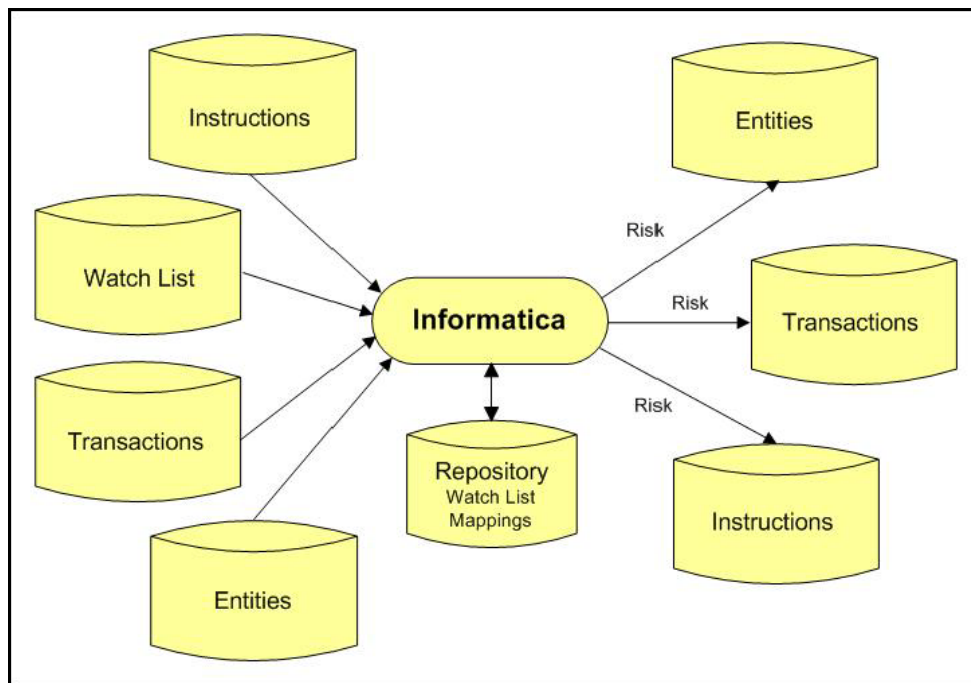 Instructions
Entities
Risk
Watch List
Risk
Informatica
Transactions
Transactions
Risk
Repository
Watch List
Mappings
Instructions
Entities